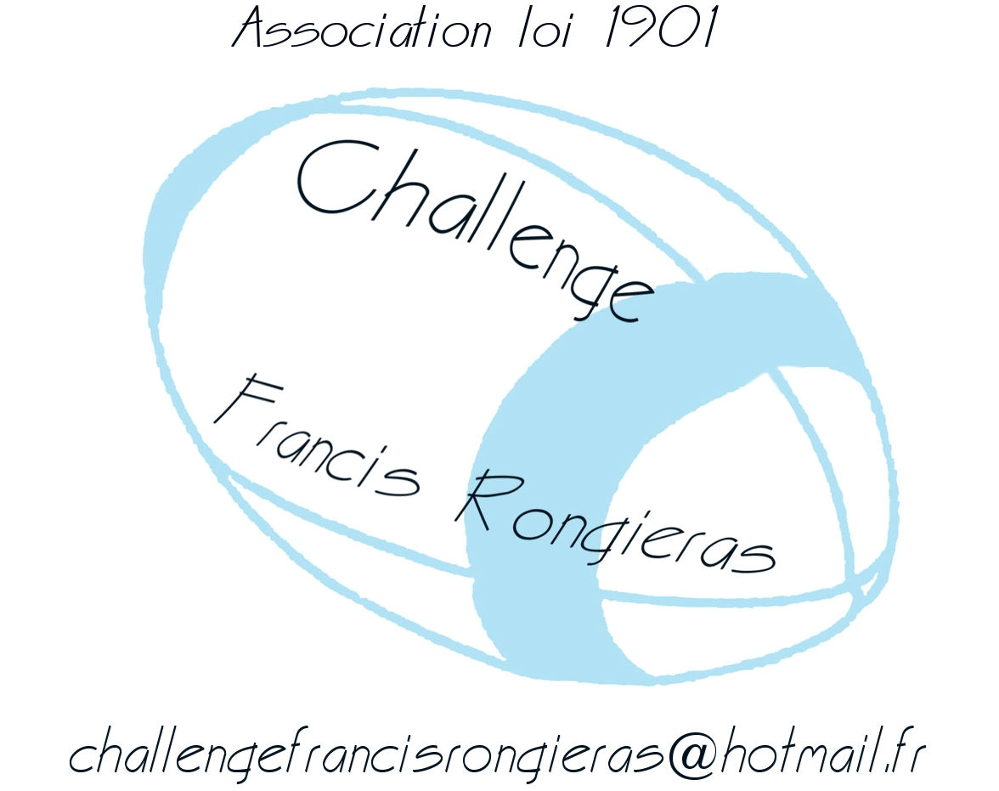 Association loi 1901
Challenge
Francis Rongieras
challengefrancisrongieras@hotmail.fr